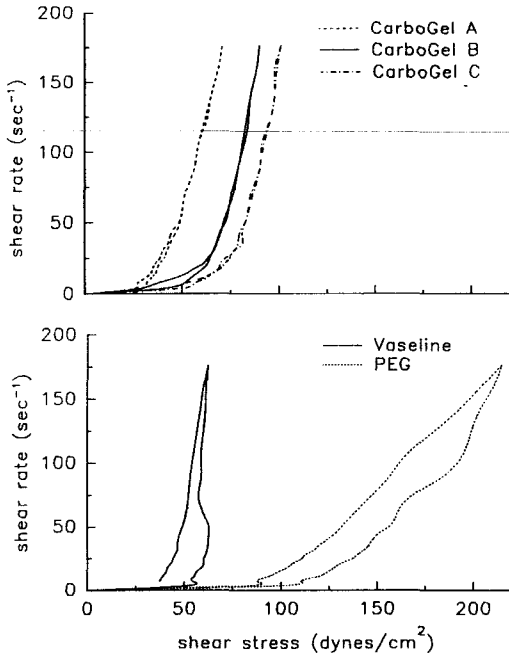 200
150
100
50
0
shear rate (sec⁻¹)
CarboGel A
CarboGel B
CarboGel C
200
150
100
50
0
shear rate (sec⁻¹)
Vaseline
PEG
0 50 100 150 200
shear stress (dynes/cm²)